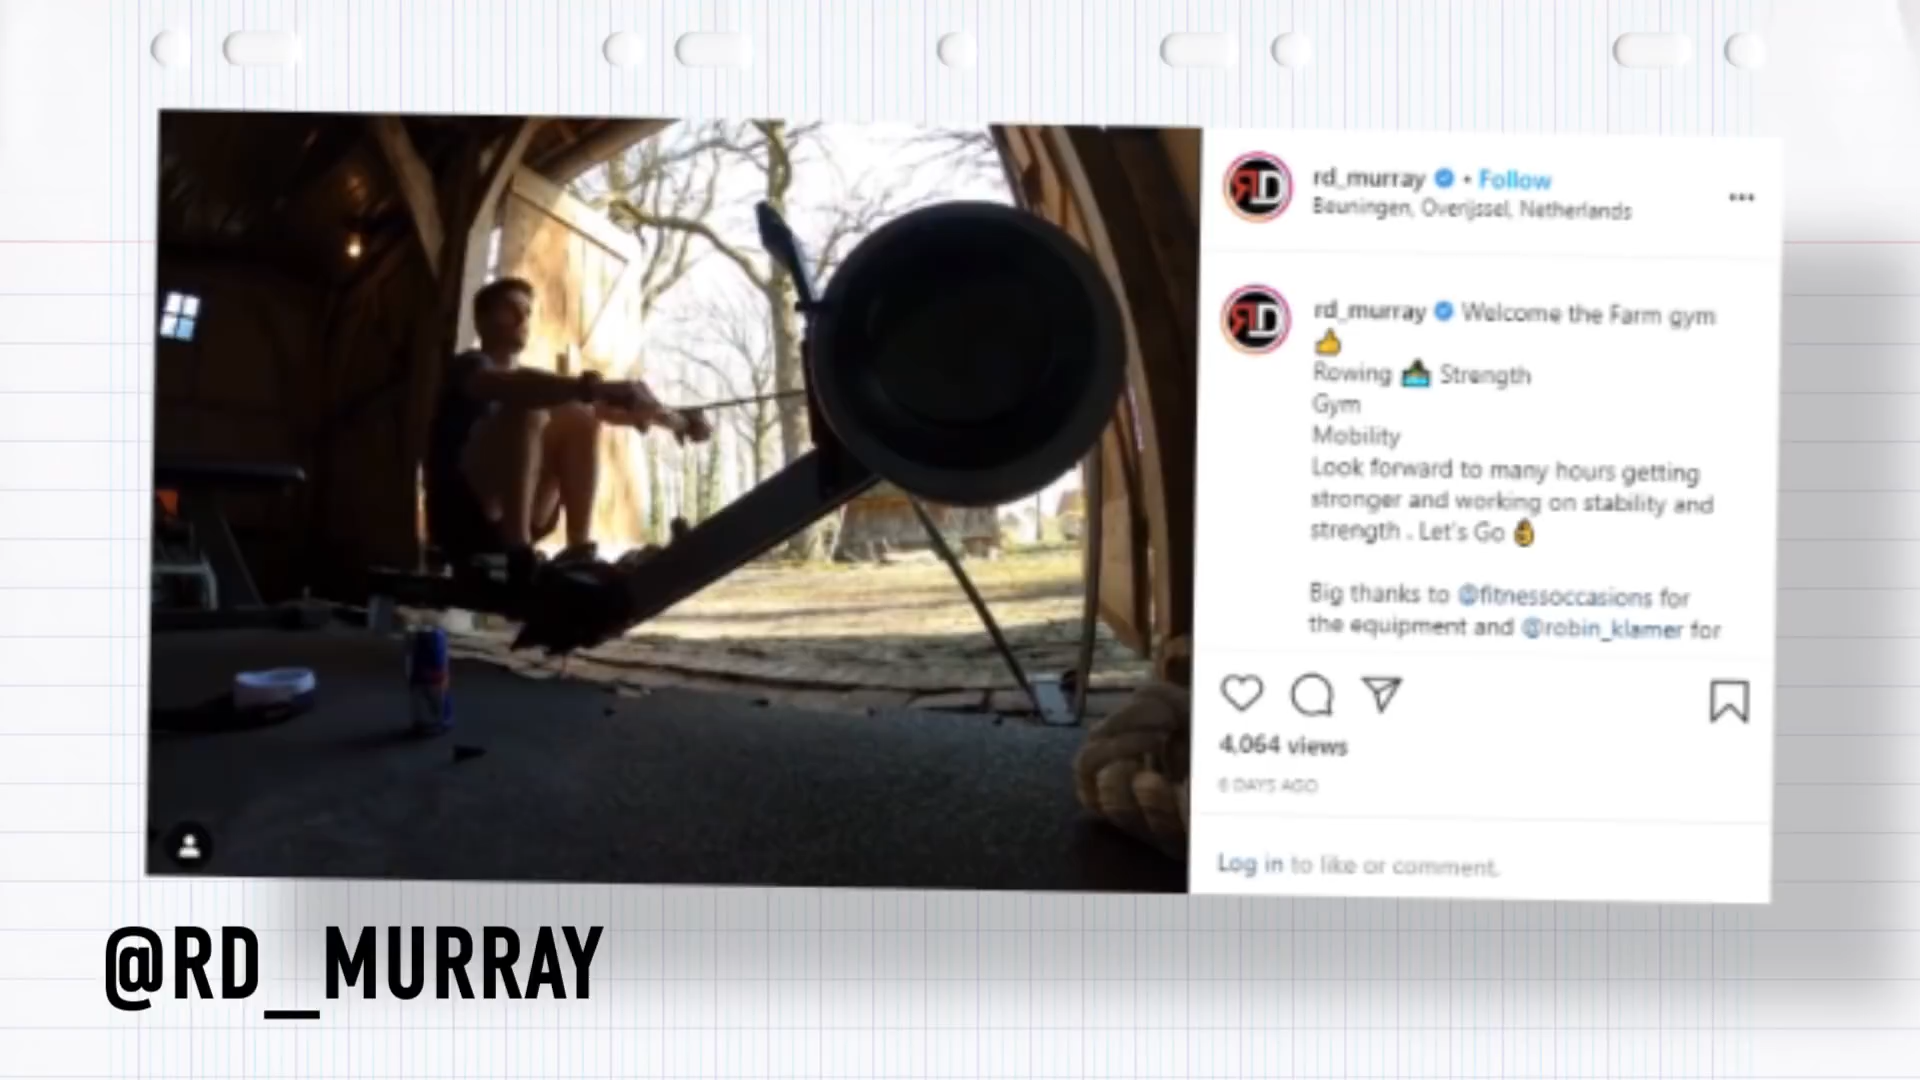 rd_murray • Follow
Beuningen, Overijssel, Netherlands
rd_murray Welcome the Farm gym
👍
Rowing Strength
Gym
Mobility
Look forward to many hours getting
stronger and working on stability and
strength . Let's Go 👌
Big thanks to @fitnessoccasions for
the equipment and @robin_klamer for
4,064 views
6 DAYS AGO
Log in to like or comment.
@RD_MURRAY